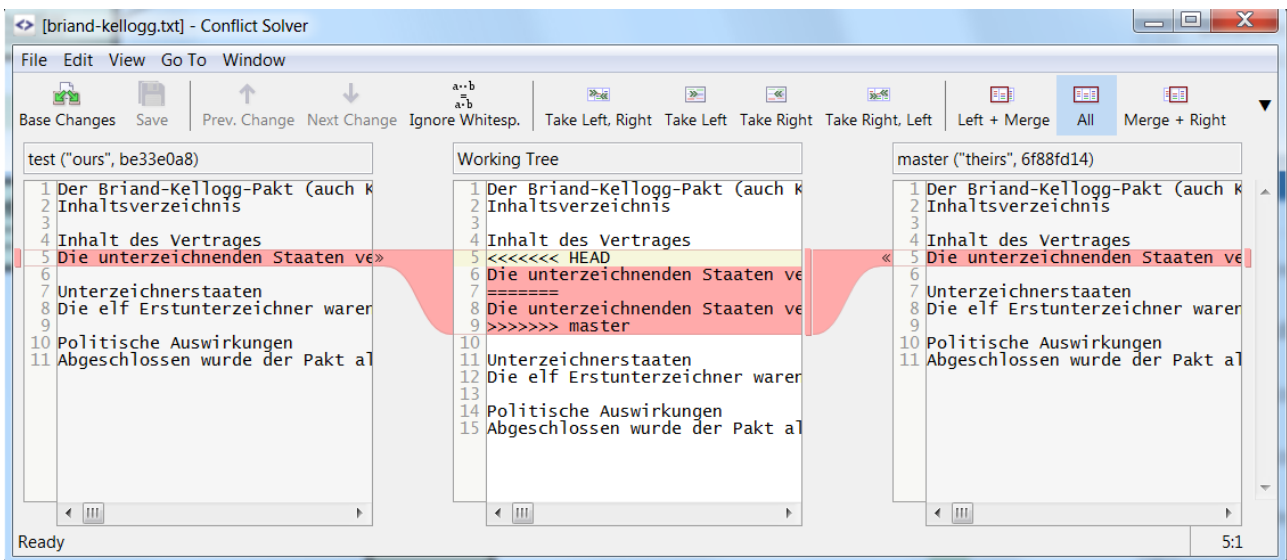 [briand-kellogg.txt] - Conflict Solver
File Edit View Go To Window
a··b
=
a·b
Base Changes Save Prev. Change Next Change Ignore Whitesp. Take Left, Right Take Left Take Right Take Right, Left Left + Merge All Merge + Right
test ("ours", be33e0a8)
1 Der Briand-Kellogg-Pakt (auch K
2 Inhaltsverzeichnis
3
4 Inhalt des Vertrages
5 Die unterzeichnenden Staaten ve»
6
7 Unterzeichnerstaaten
8 Die elf Erstunterzeichner waren
9
10 Politische Auswirkungen
11 Abgeschlossen wurde der Pakt al
Working Tree
1 Der Briand-Kellogg-Pakt (auch K
2 Inhaltsverzeichnis
3
4 Inhalt des Vertrages
5 <<<<<<< HEAD
6 Die unterzeichnenden Staaten ve
7 =======
8 Die unterzeichnenden Staaten ve
9 >>>>>>> master
10
11 Unterzeichnerstaaten
12 Die elf Erstunterzeichner waren
13
14 Politische Auswirkungen
15 Abgeschlossen wurde der Pakt al
master ("theirs", 6f88fd14)
1 Der Briand-Kellogg-Pakt (auch K
2 Inhaltsverzeichnis
3
4 Inhalt des Vertrages
« 5 Die unterzeichnenden Staaten ve
6
7 Unterzeichnerstaaten
8 Die elf Erstunterzeichner waren
9
10 Politische Auswirkungen
11 Abgeschlossen wurde der Pakt al
Ready 5:1